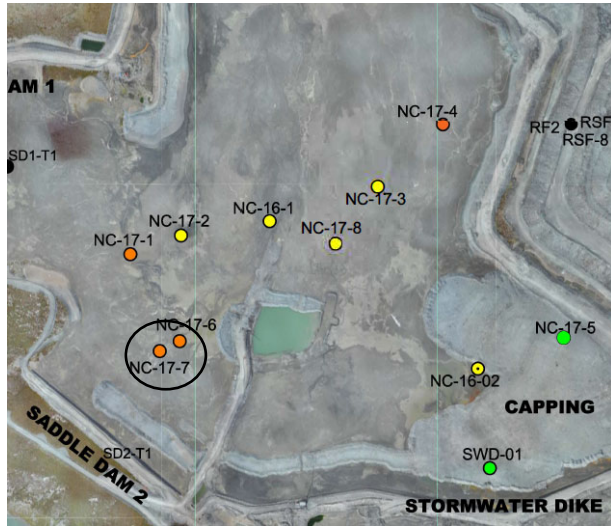 AM 1
NC-17-4
RF2
RSF
RSF-8
SD1-T1
NC-17-3
NC-17-2
NC-16-1
NC-17-1
NC-17-8
NC-17-6
NC-17-5
NC-17-7
NC-16-02
CAPPING
SADDLE DAM 2
SD2-T1
SWD-01
STORMWATER DIKE